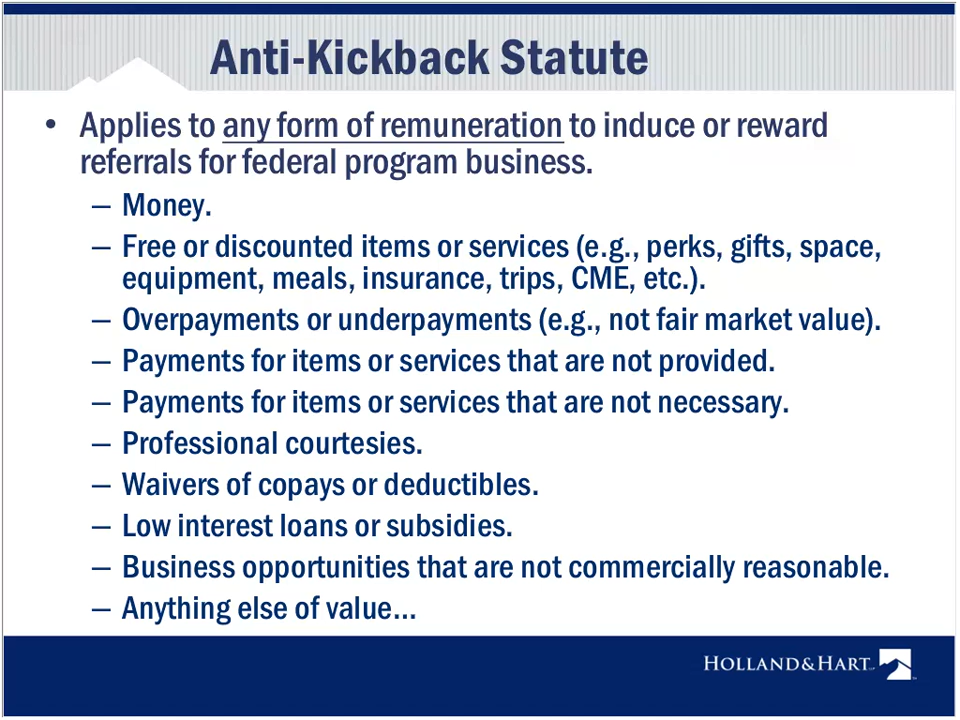 Anti-Kickback Statute
• Applies to any form of remuneration to induce or reward
referrals for federal program business.
– Money.
– Free or discounted items or services (e.g., perks, gifts, space,
equipment, meals, insurance, trips, CME, etc.).
– Overpayments or underpayments (e.g., not fair market value).
– Payments for items or services that are not provided.
– Payments for items or services that are not necessary.
– Professional courtesies.
– Waivers of copays or deductibles.
– Low interest loans or subsidies.
– Business opportunities that are not commercially reasonable.
– Anything else of value...
HOLLAND&HART